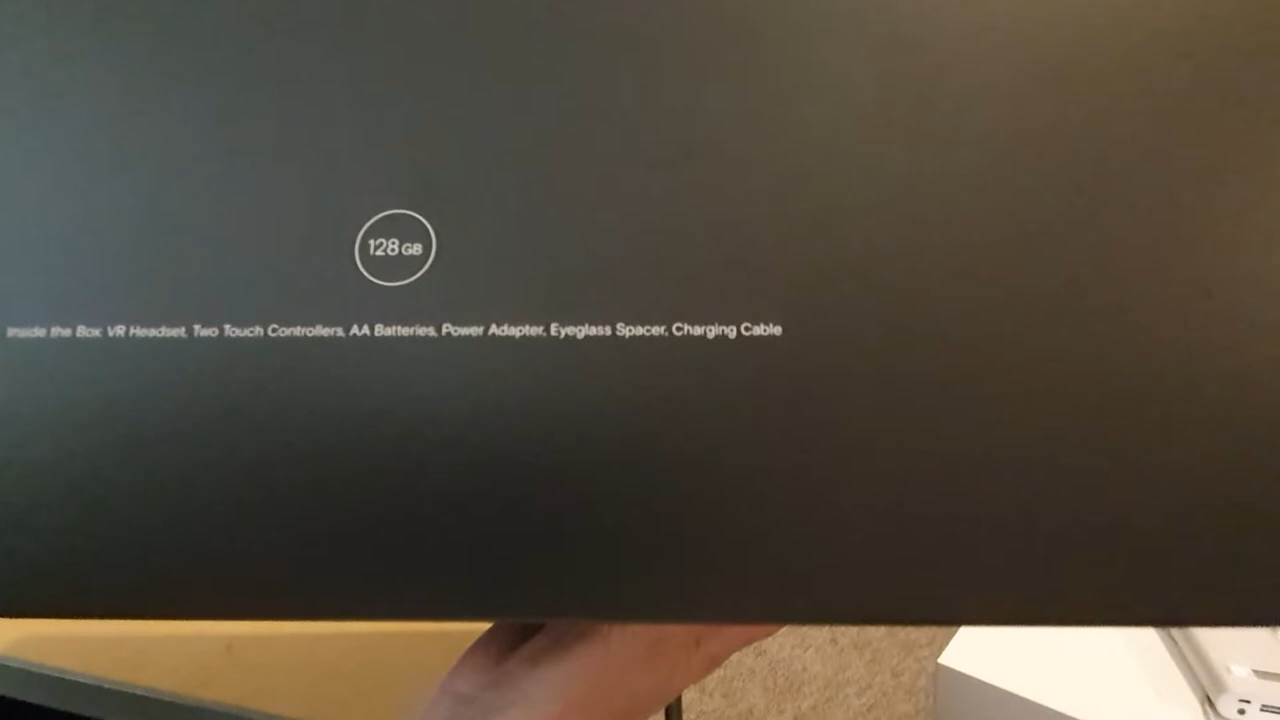 128 GB
Inside the Box: VR Headset, Two Touch Controllers, AA Batteries, Power Adapter, Eyeglass Spacer, Charging Cable